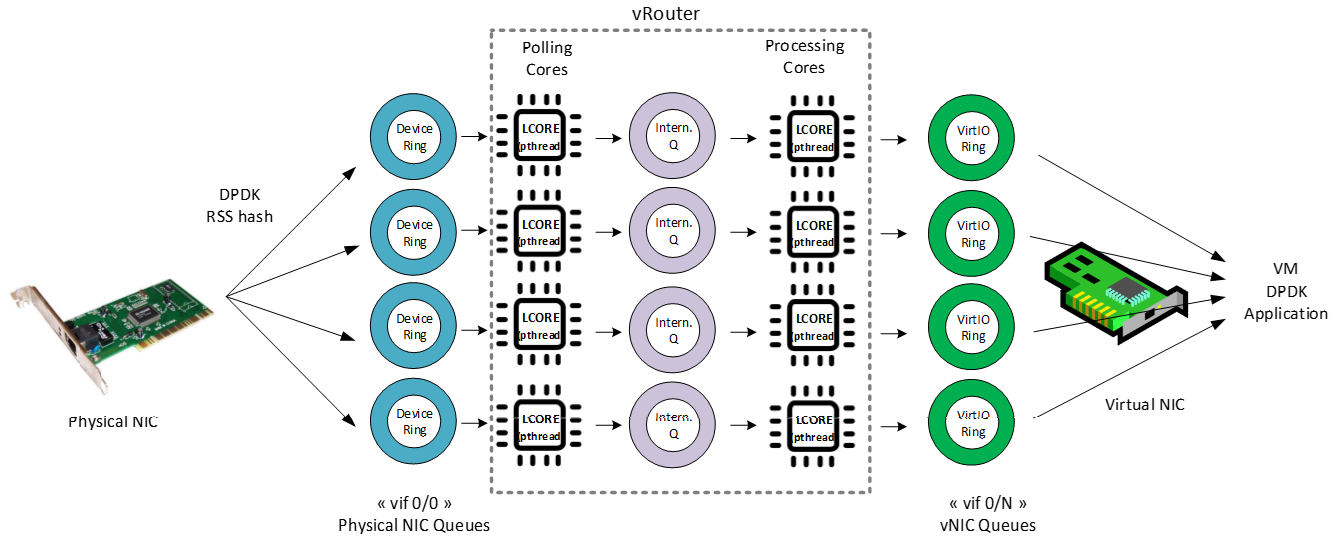 vRouter
Polling
Cores
Processing
Cores
Device
Ring
LCORE
(pthread
Intern.
Q
LCORE
(pthread
VirtIO
Ring
DPDK
RSS hash
Device
Ring
LCORE
(pthread
Intern.
Q
LCORE
(pthread
VirtIO
Ring
VM
DPDK
Application
Device
Ring
LCORE
(pthread
Intern.
Q
LCORE
(pthread
VirtIO
Ring
Physical NIC
Device
Ring
LCORE
(pthread
Intern.
Q
LCORE
(pthread
VirtIO
Ring
Virtual NIC
« vif 0/0 »
Physical NIC Queues
« vif 0/N »
vNIC Queues